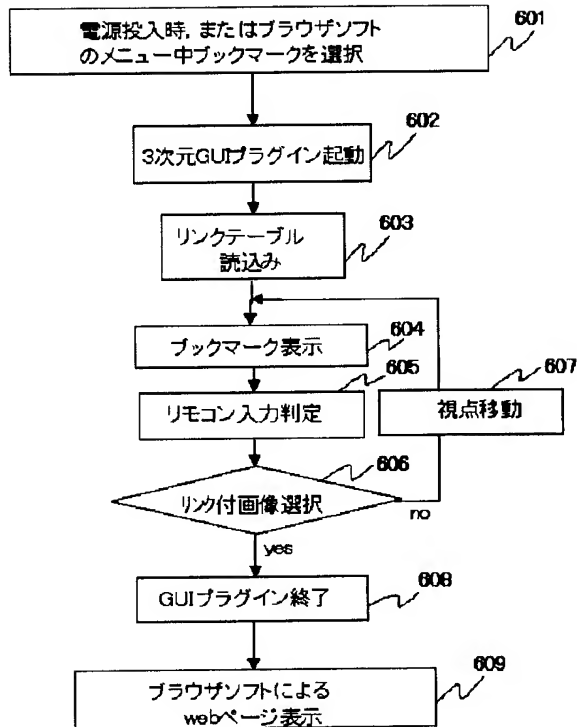 電源投入時，またはブラウザソフト
のメニュー中ブックマークを選択
601
602
3次元GUIプラグイン起動
603
リンクテーブル
読込み
604
ブックマーク表示
605
リモコン入力判定
607
視点移動
606
リンク付画像選択
no
yes
608
GUIプラグイン終了
609
ブラウザソフトによる
webページ表示